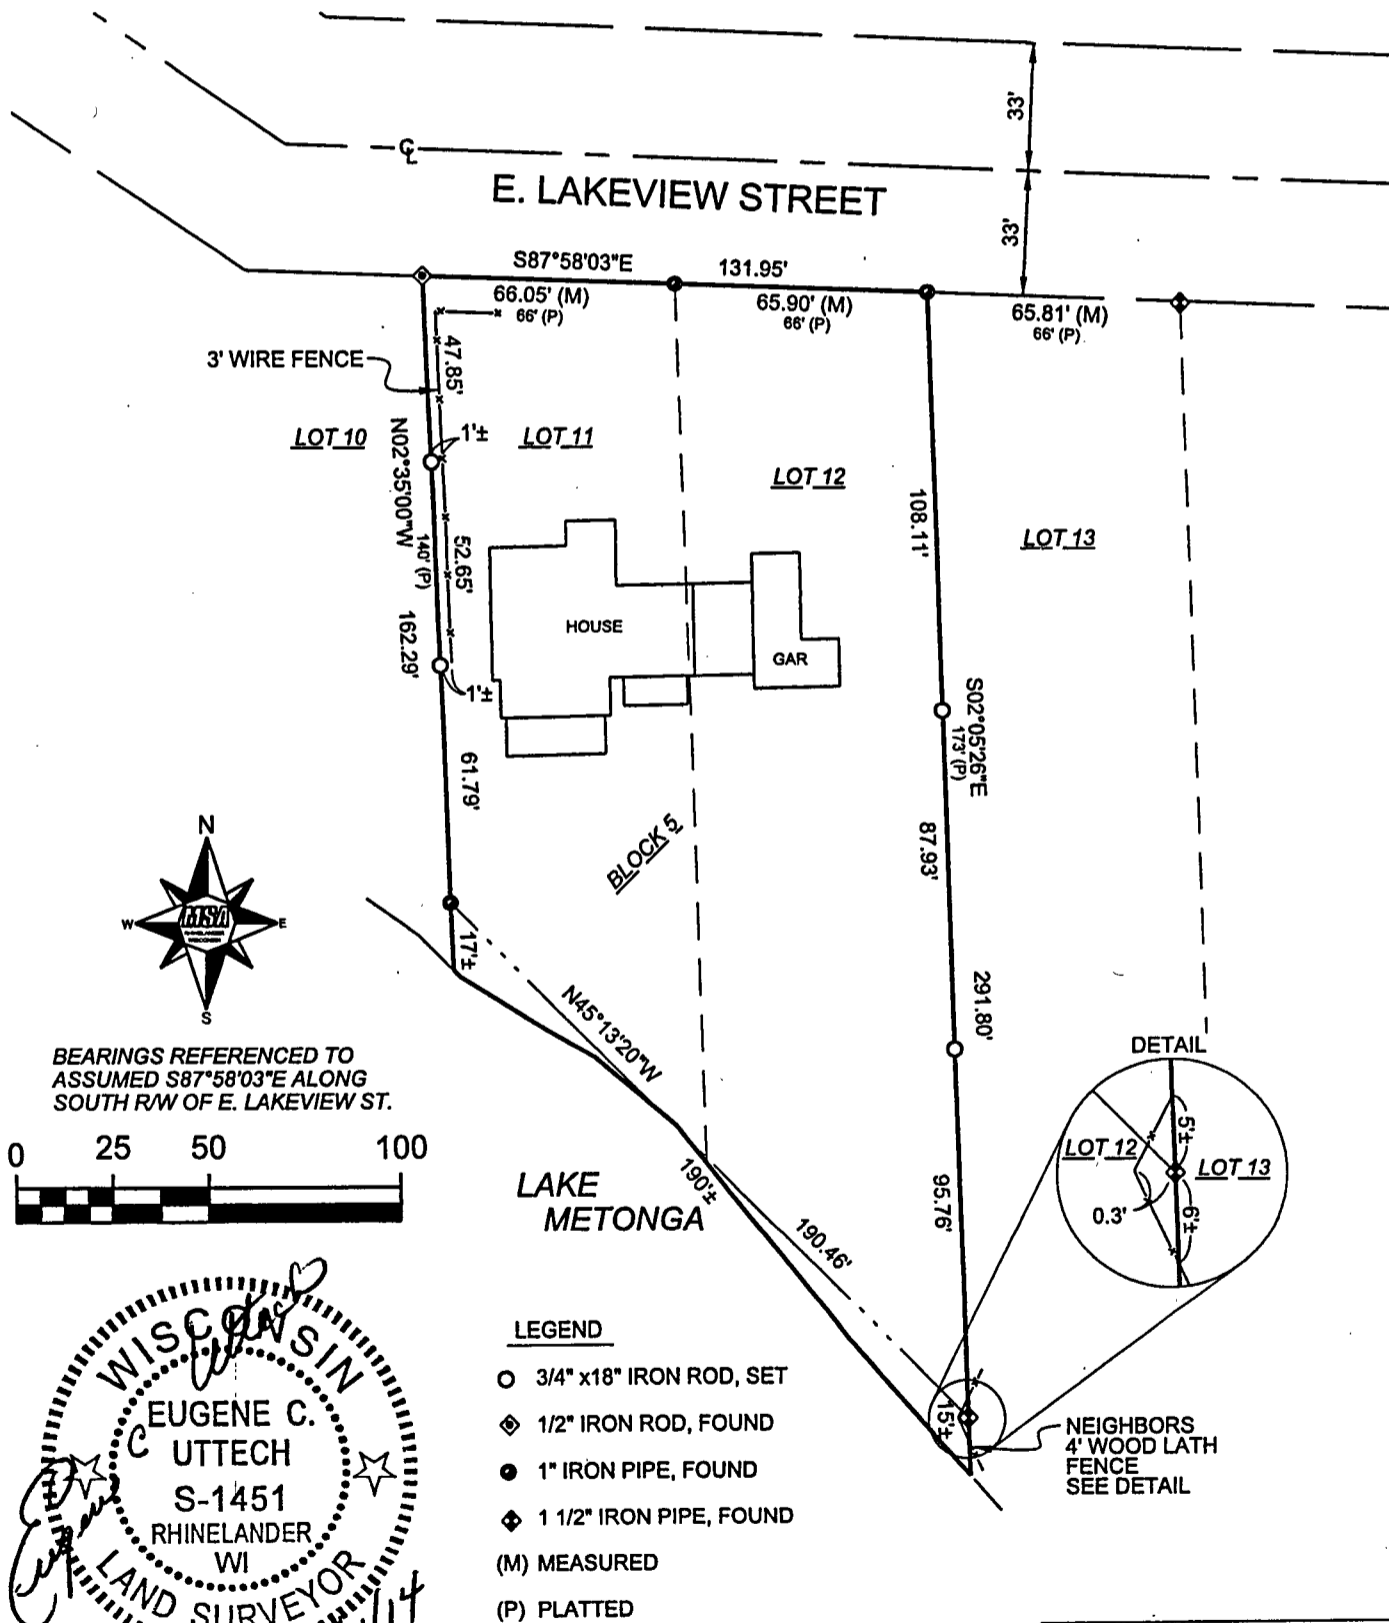 33'
C L
E. LAKEVIEW STREET
33'
S87°58'03"E 131.95'
66.05' (M)
66' (P)
65.90' (M)
66' (P)
65.81' (M)
66' (P)
3' WIRE FENCE
47.85'
LOT 10
1'±
LOT 11
LOT 12
LOT 13
N02°35'00"W
140' (P)
162.29'
52.65'
108.11'
HOUSE
GAR
1'±
S02°05'26"E
173' (P)
61.79'
87.93'
BLOCK 5
N
W
E
S
RHINELANDER
WISCONSIN
17'±
N45°13'20"W
291.80'
BEARINGS REFERENCED TO
ASSUMED S87°58'03"E ALONG
SOUTH R/W OF E. LAKEVIEW ST.
0 25 50 100
DETAIL
LOT 12
5'±
LOT 13
0.3'
6'±
LAKE
METONGA
190'±
190.46'
95.76'
15'±
NEIGHBORS
4' WOOD LATH
FENCE
SEE DETAIL
LEGEND
3/4" x18" IRON ROD, SET
1/2" IRON ROD, FOUND
1" IRON PIPE, FOUND
1 1/2" IRON PIPE, FOUND
(M) MEASURED
(P) PLATTED
WISCONSIN
EUGENE C.
UTTECH
S-1451
RHINELANDER
WI
LAND SURVEYOR
Eugene C Uttech